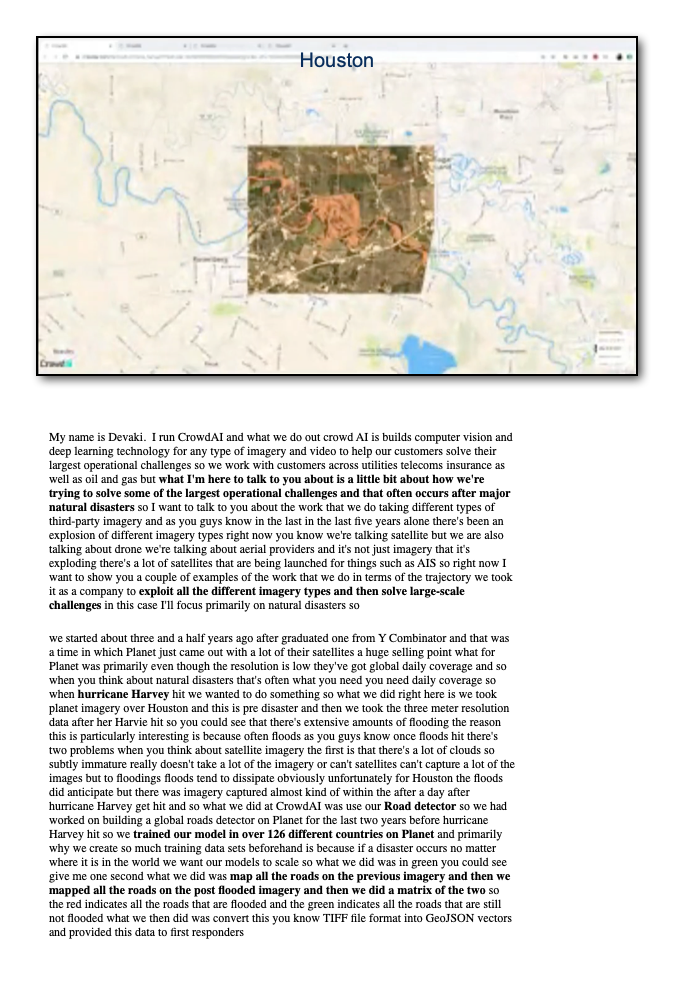 Houston
CrowdAI
My name is Devaki.  I run CrowdAI and what we do out crowd AI is builds computer vision and
deep learning technology for any type of imagery and video to help our customers solve their
largest operational challenges so we work with customers across utilities telecoms insurance as
well as oil and gas but what I'm here to talk to you about is a little bit about how we're
trying to solve some of the largest operational challenges and that often occurs after major
natural disasters so I want to talk to you about the work that we do taking different types of
third-party imagery and as you guys know in the last in the last five years alone there's been an
explosion of different imagery types right now you know we're talking satellite but we are also
talking about drone we're talking about aerial providers and it's not just imagery that it's
exploding there's a lot of satellites that are being launched for things such as AIS so right now I
want to show you a couple of examples of the work that we do in terms of the trajectory we took
it as a company to exploit all the different imagery types and then solve large-scale
challenges in this case I'll focus primarily on natural disasters so
we started about three and a half years ago after graduated one from Y Combinator and that was
a time in which Planet just came out with a lot of their satellites a huge selling point what for
Planet was primarily even though the resolution is low they've got global daily coverage and so
when you think about natural disasters that's often what you need you need daily coverage so
when hurricane Harvey hit we wanted to do something so what we did right here is we took
planet imagery over Houston and this is pre disaster and then we took the three meter resolution
data after her Harvie hit so you could see that there's extensive amounts of flooding the reason
this is particularly interesting is because often floods as you guys know once floods hit there's
two problems when you think about satellite imagery the first is that there's a lot of clouds so
subtly immature really doesn't take a lot of the imagery or can't satellites can't capture a lot of the
images but to floodings floods tend to dissipate obviously unfortunately for Houston the floods
did anticipate but there was imagery captured almost kind of within the after a day after
hurricane Harvey get hit and so what we did at CrowdAI was use our Road detector so we had
worked on building a global roads detector on Planet for the last two years before hurricane
Harvey hit so we trained our model in over 126 different countries on Planet and primarily
why we create so much training data sets beforehand is because if a disaster occurs no matter
where it is in the world we want our models to scale so what we did was in green you could see
give me one second what we did was map all the roads on the previous imagery and then we
mapped all the roads on the post flooded imagery and then we did a matrix of the two so
the red indicates all the roads that are flooded and the green indicates all the roads that are still
not flooded what we then did was convert this you know TIFF file format into GeoJSON vectors
and provided this data to first responders